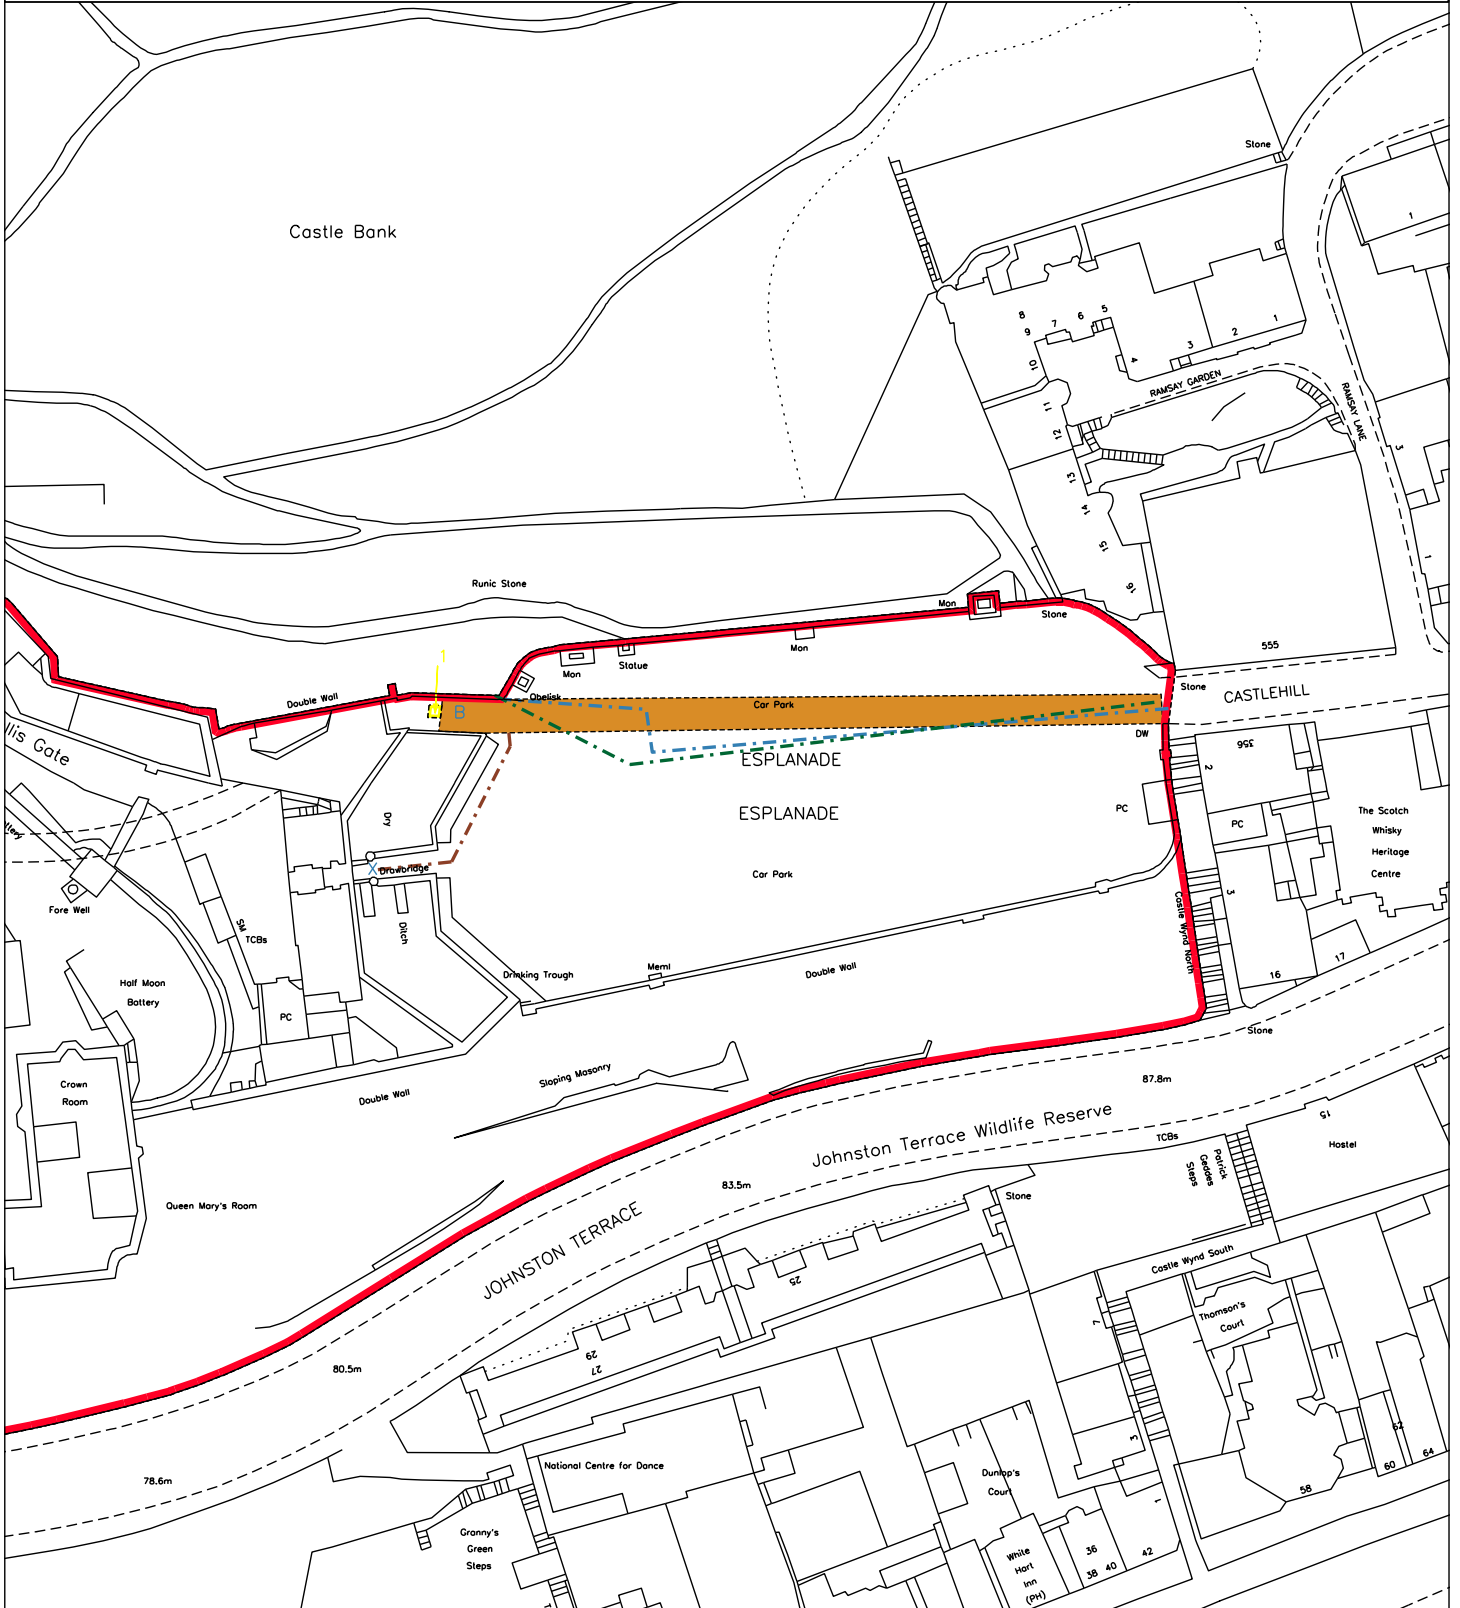 Stone
1
Castle Bank
8
7
6
5
9
10
4
3
2
1
RAMSAY GARDEN
RAMSAY LANE
11
12
13
14
15
16
3
1
Runic Stone
Mon
Stone
555
Mon
Statue
Mon
1
Stone
CASTLEHILL
Double Wall
Obelisk
B
Car Park
DW
llis Gate
ESPLANADE
356
2
ESPLANADE
PC
PC
The Scotch
Whisky
Heritage
Centre
Dry
ttery
X
Drawbridge
Car Park
3
Castle Wynd North
Fore Well
SM
TCBs
Ditch
Half Moon
Battery
PC
Drinking Trough
Meml
Double Wall
16
17
Stone
Crown
Room
Sloping Masonry
Double Wall
87.8m
Johnston Terrace Wildlife Reserve
TCBs
15
Hostel
Patrick
Geddes
Steps
83.5m
Stone
Queen Mary's Room
JOHNSTON TERRACE
Castle Wynd South
25
Thomson's
Court
7
29
27
80.5m
3
62
64
60
58
78.6m
National Centre for Dance
Dunlop's
Court
1
Granny's
Green
Steps
White
Hart
Inn
(PH)
36
38
40
42